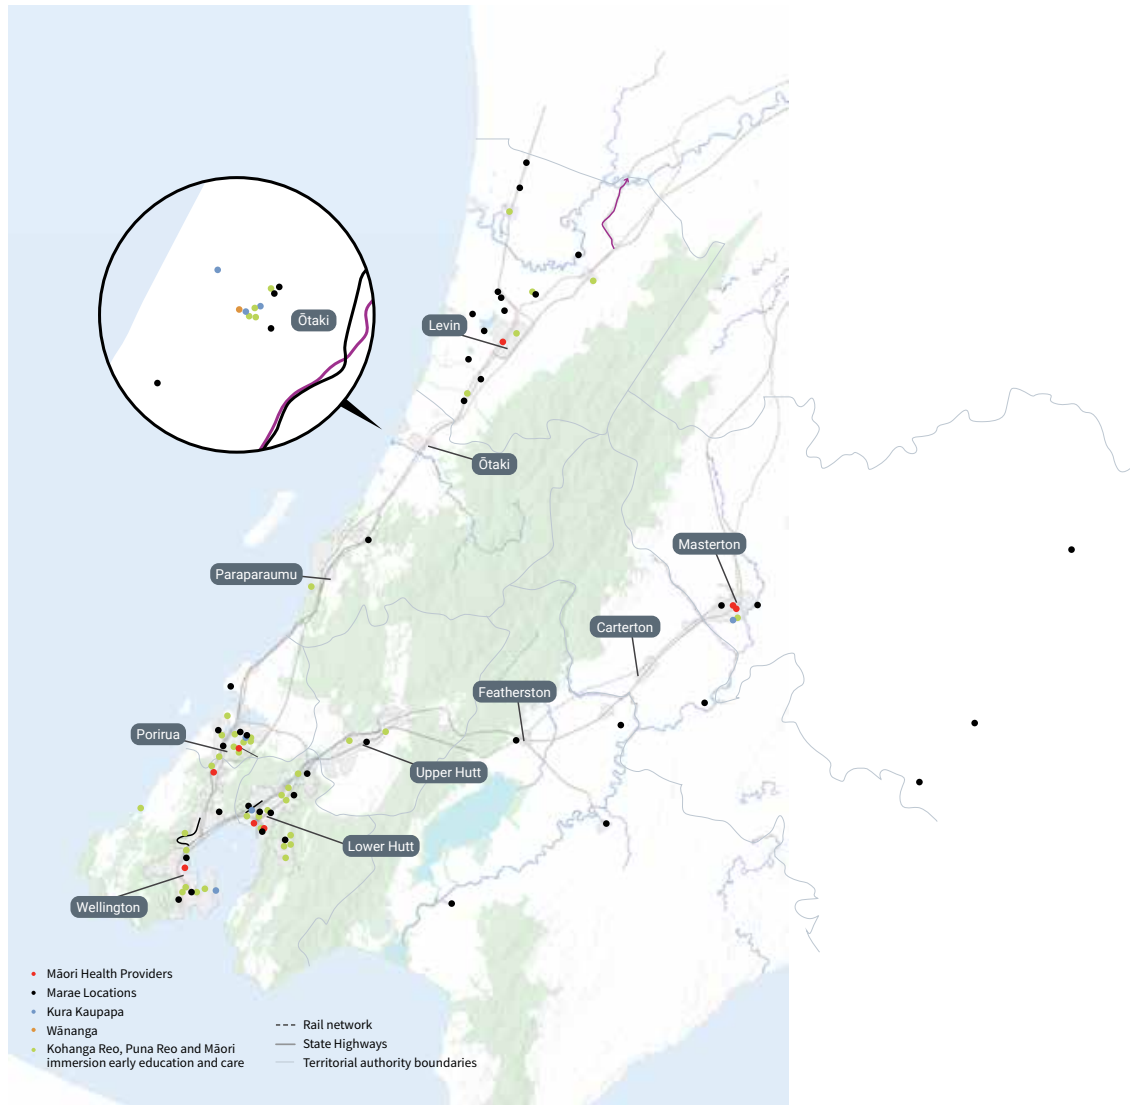 Ōtaki
Levin
Ōtaki
Masterton
Paraparaumu
Carterton
Featherston
Porirua
Upper Hutt
Lower Hutt
Wellington
Māori Health Providers
Marae Locations
Kura Kaupapa
Wānanga
Kohanga Reo, Puna Reo and Māori
immersion early education and care
Rail network
State Highways
Territorial authority boundaries